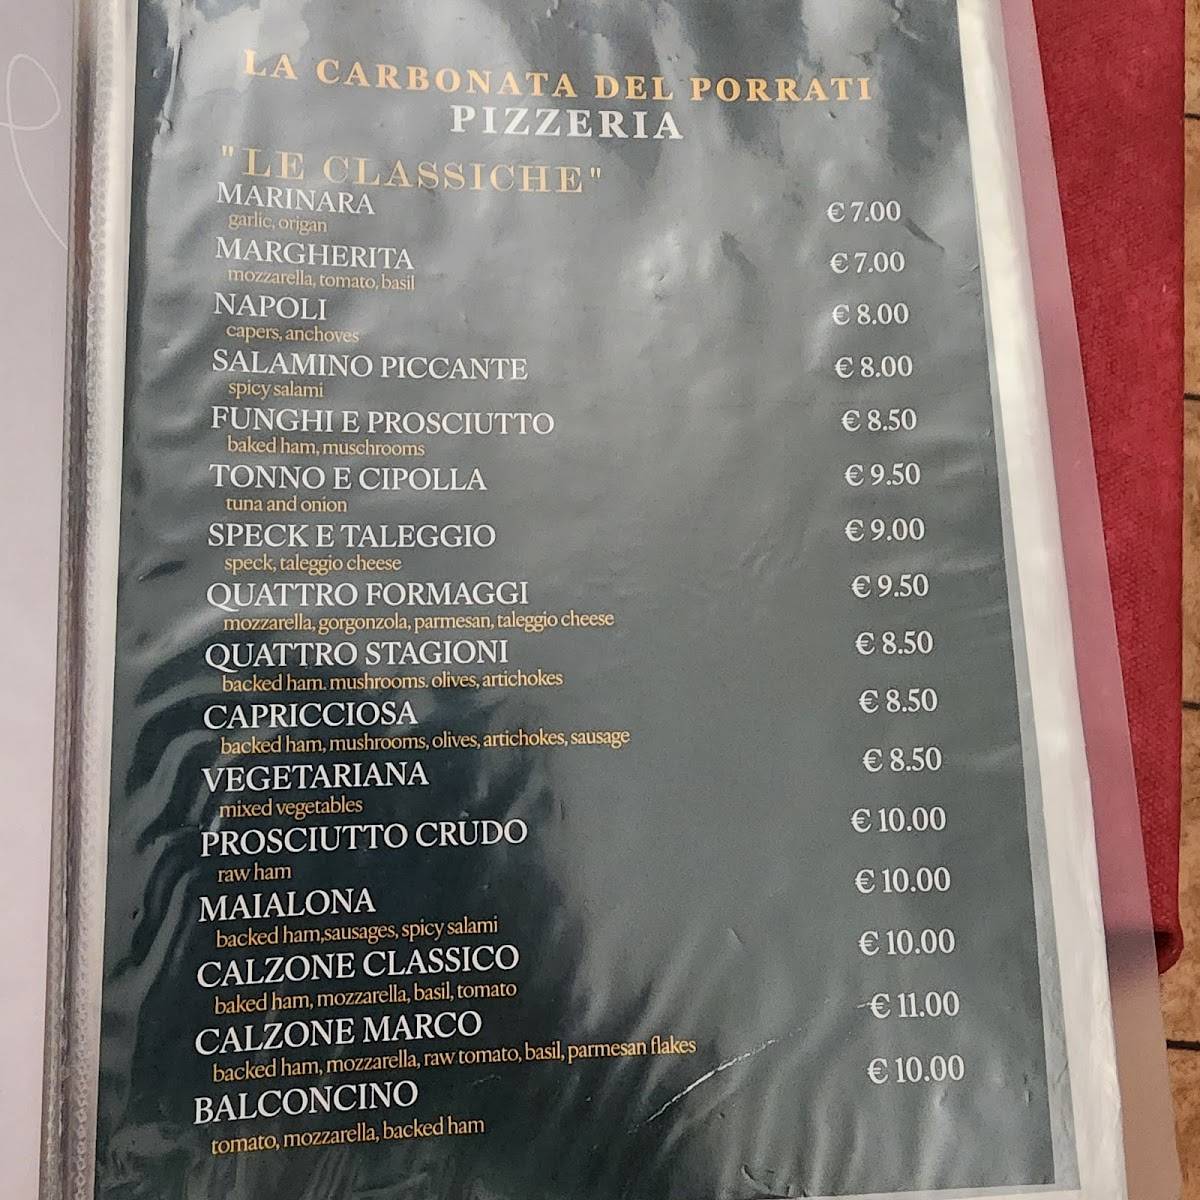 LA CARBONATA DEL PORRATI
PIZZERIA
"LE CLASSICHE"
MARINARA € 7.00
garlic, origan
MARGHERITA € 7.00
mozzarella, tomato, basil
NAPOLI € 8.00
capers, anchoves
SALAMINO PICCANTE € 8.00
spicy salami
FUNGHI E PROSCIUTTO € 8.50
baked ham, muschrooms
TONNO E CIPOLLA € 9.50
tuna and onion
SPECK E TALEGGIO € 9.00
speck, taleggio cheese
QUATTRO FORMAGGI € 9.50
mozzarella, gorgonzola, parmesan, taleggio cheese
QUATTRO STAGIONI € 8.50
backed ham. mushrooms. olives, artichokes
CAPRICCIOSA € 8.50
backed ham, mushrooms, olives, artichokes, sausage
VEGETARIANA € 8.50
mixed vegetables
PROSCIUTTO CRUDO € 10.00
raw ham
MAIALONA € 10.00
backed ham,sausages, spicy salami
CALZONE CLASSICO € 10.00
baked ham, mozzarella, basil, tomato
CALZONE MARCO € 11.00
backed ham, mozzarella, raw tomato, basil, parmesan flakes
BALCONCINO € 10.00
tomato, mozzarella, backed ham